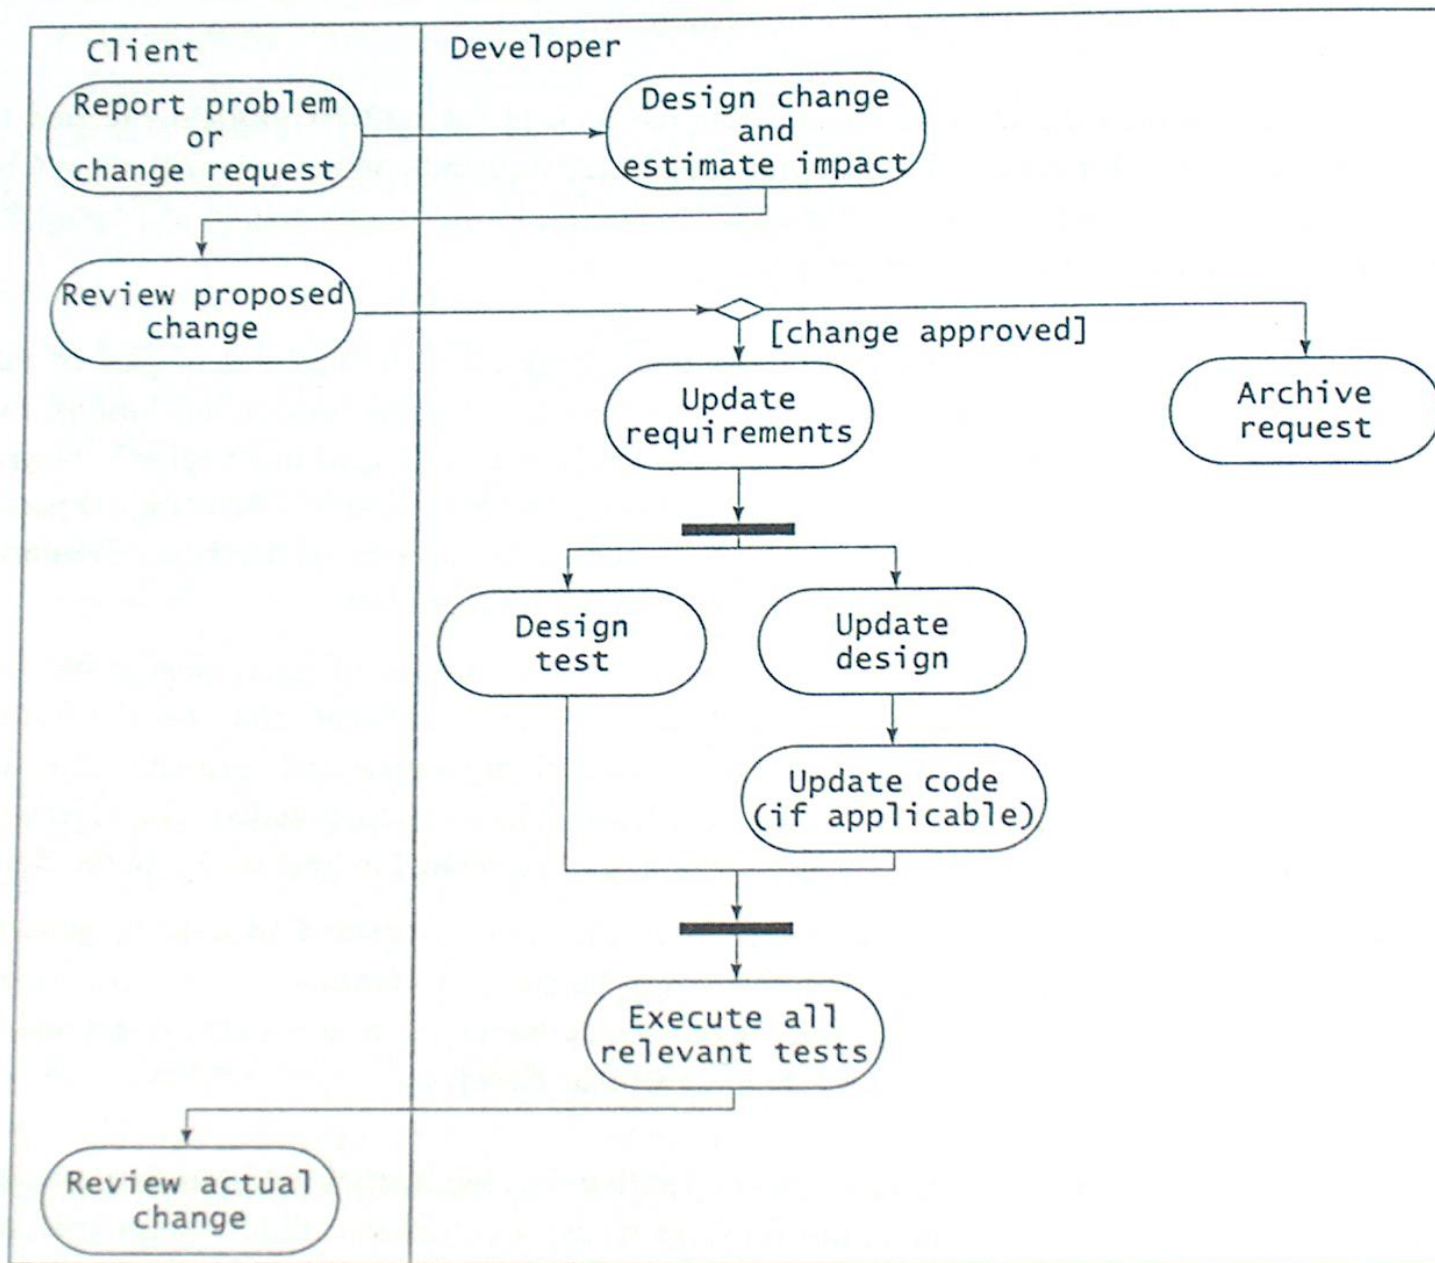 Client
Developer
Report problem
or
change request
Design change
and
estimate impact
Review proposed
change
[change approved]
Update
requirements
Archive
request
Design
test
Update
design
Update code
(if applicable)
Execute all
relevant tests
Review actual
change